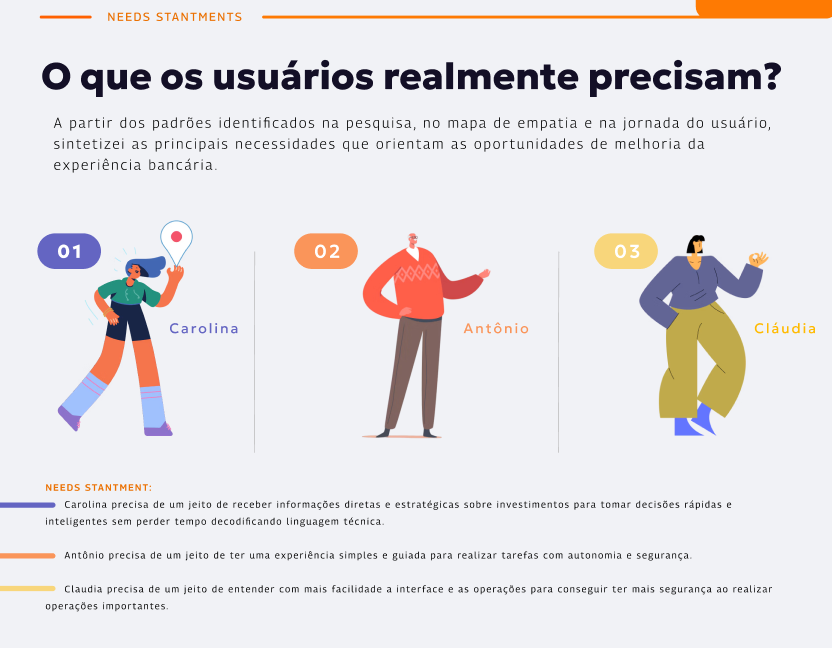 NEEDS STANTMENTS
O que os usuários realmente precisam?
A partir dos padrões identificados na pesquisa, no mapa de empatia e na jornada do usuário,
sintetizei as principais necessidades que orientam as oportunidades de melhoria da
experiência bancária.
01
02
03
Carolina
Antônio
Cláudia
NEEDS STANTMENT:
Carolina precisa de um jeito de receber informações diretas e estratégicas sobre investimentos para tomar decisões rápidas e
inteligentes sem perder tempo decodificando linguagem técnica.
Antônio precisa de um jeito de ter uma experiência simples e guiada para realizar tarefas com autonomia e segurança.
Claudia precisa de um jeito de entender com mais facilidade a interface e as operações para conseguir ter mais segurança ao realizar
operações importantes.